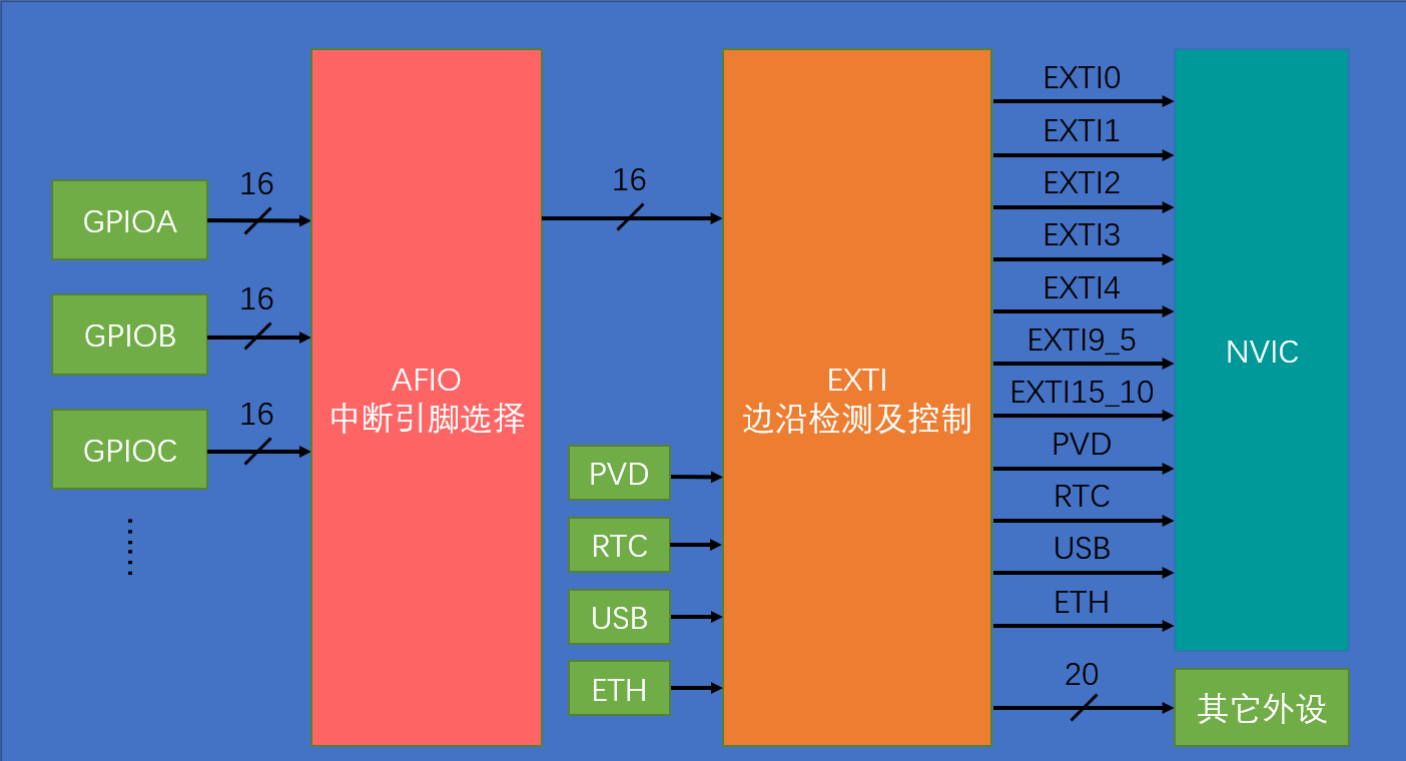 16
GPIOA
16
GPIOB
16
GPIOC
AFIO
中断引脚选择
16
PVD
RTC
USB
ETH
EXTI
边沿检测及控制
EXTI0
EXTI1
EXTI2
EXTI3
EXTI4
EXTI9_5
EXTI15_10
PVD
RTC
USB
ETH
20
NVIC
其它外设